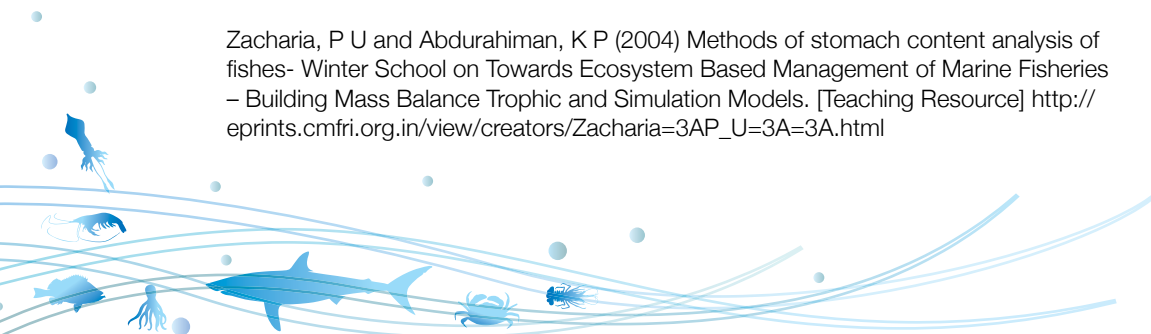 Zacharia, P U and Abdurahiman, K P (2004) Methods of stomach content analysis of
fishes- Winter School on Towards Ecosystem Based Management of Marine Fisheries
– Building Mass Balance Trophic and Simulation Models. [Teaching Resource] http://
eprints.cmfri.org.in/view/creators/Zacharia=3AP_U=3A=3A.html